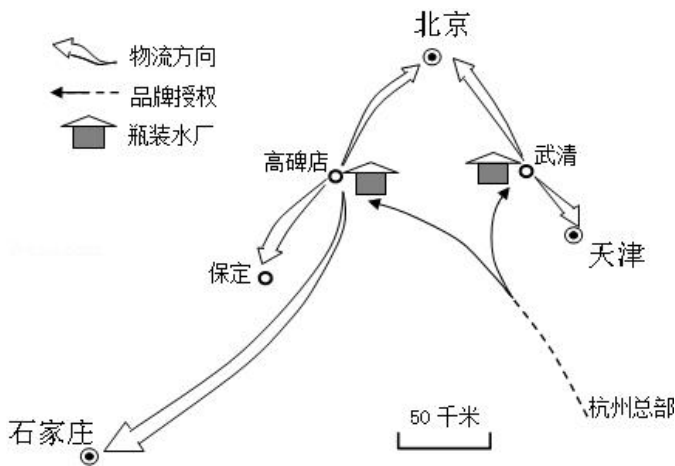 北京
物流方向
品牌授权
瓶装水厂
高碑店
武清
天津
保定
杭州总部
50 千米
石家庄